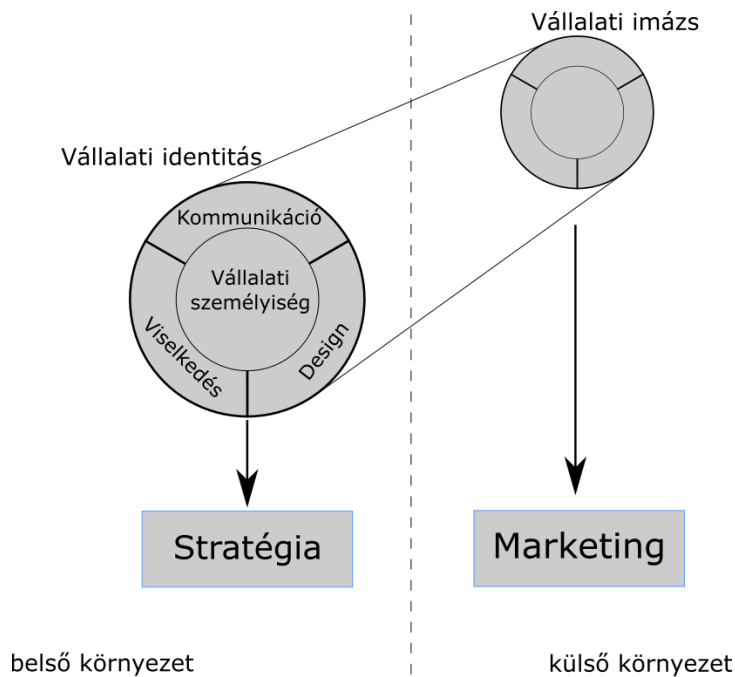 Vállalati imázs
Vállalati identitás
Kommunikáció
Vállalati
személyiség
Viselkedés
Design
Stratégia
Marketing
belső környezet
külső környezet